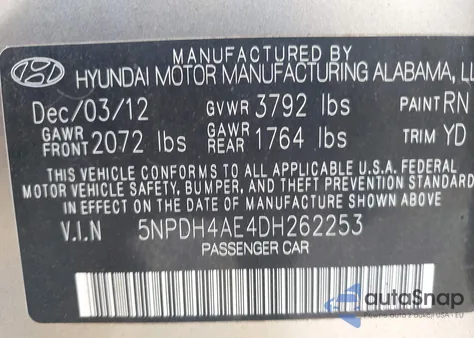 MANUFACTURED BY
HYUNDAI MOTOR MANUFACTURING ALABAMA, LL
Dec/03/12 GVWR 3792 lbs PAINT RN
GAWR FRONT 2072 lbs GAWR REAR 1764 lbs TRIM YD
THIS VEHICLE CONFORMS TO ALL APPLICABLE U.S.A. FEDERAL
MOTOR VEHICLE SAFETY, BUMPER, AND THEFT PREVENTION
STANDARDS IN EFFECT ON THE DATE OF MANUFACTURE SHOWN ABOVE
V.I.N 5NPDH4AE4DH262253
PASSENGER CAR
autoSnap